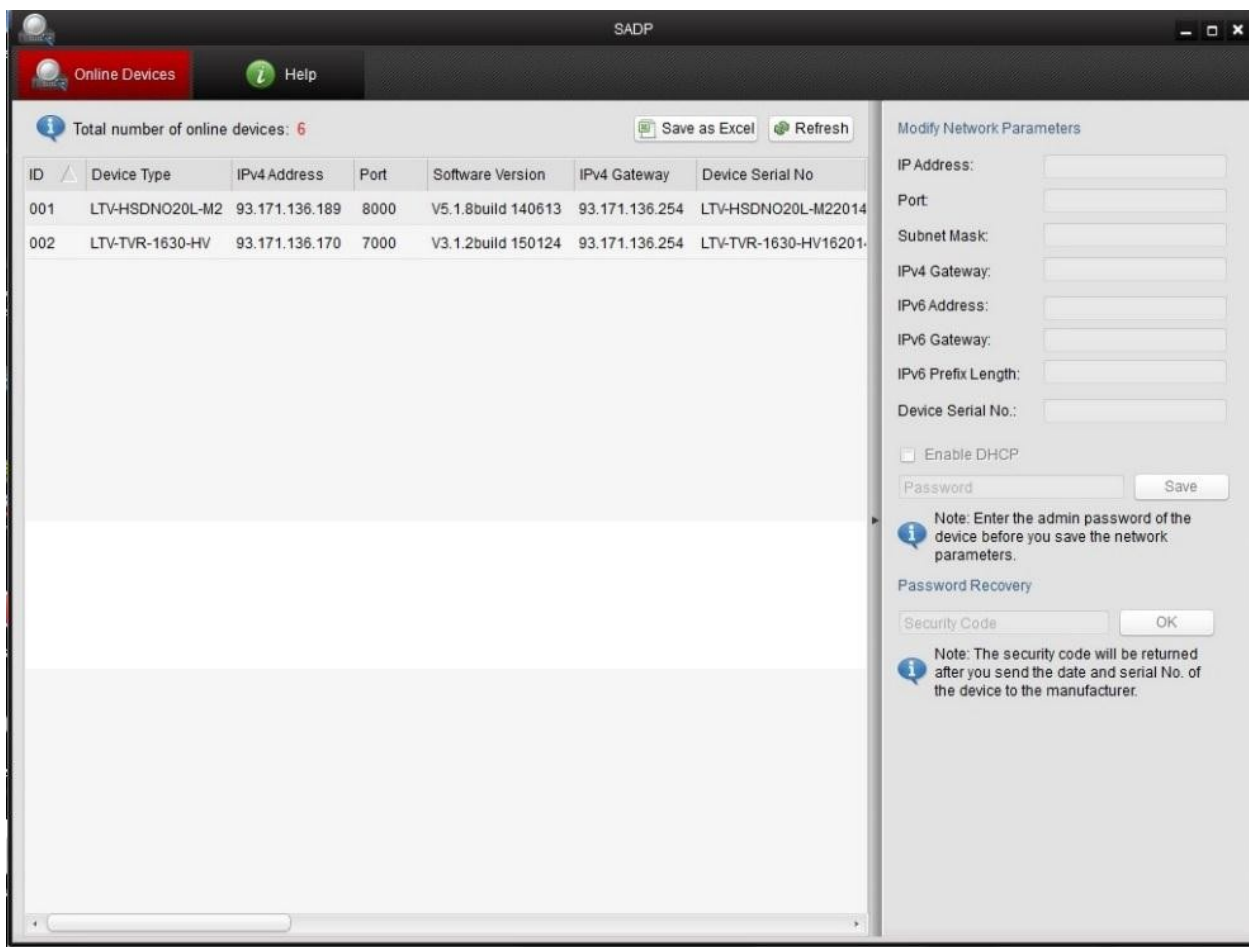 SADP
Online Devices Help
Total number of online devices: 6 Save as Excel Refresh
ID Device Type IPv4 Address Port Software Version IPv4 Gateway Device Serial No
001 LTV-HSDNO20L-M2 93.171.136.189 8000 V5.1.8build 140613 93.171.136.254 LTV-HSDNO20L-M22014
002 LTV-TVR-1630-HV 93.171.136.170 7000 V3.1.2build 150124 93.171.136.254 LTV-TVR-1630-HV16201
Modify Network Parameters
IP Address:
Port:
Subnet Mask:
IPv4 Gateway:
IPv6 Address:
IPv6 Gateway:
IPv6 Prefix Length:
Device Serial No.:
Enable DHCP
Password Save
Note: Enter the admin password of the
device before you save the network
parameters.
Password Recovery
Security Code OK
Note: The security code will be returned
after you send the date and serial No. of
the device to the manufacturer.